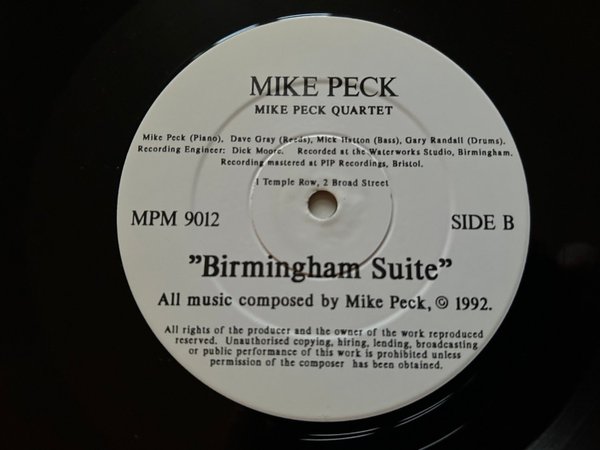 MIKE PECK
MIKE PECK QUARTET
Mike Peck (Piano), Dave Gray (Reeds), Mick Hutton (Bass), Gary Randall (Drums).
Recording Engineer: Dick Moore. Recorded at the Waterworks Studio, Birmingham.
Recording mastered at PIP Recordings, Bristol.
1 Temple Row, 2 Broad Street
MPM 9012 SIDE B
"Birmingham Suite"
All music composed by Mike Peck, © 1992.
All rights of the producer and the owner of the work reproduced
reserved. Unauthorised copying, hiring, lending, broadcasting
or public performance of this work is prohibited unless
permission of the composer has been obtained.